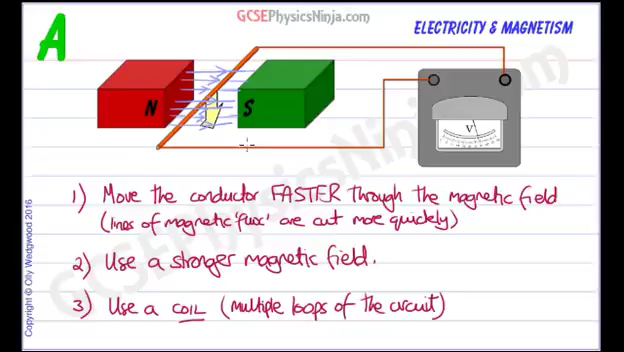 GCSEPhysicsNinja.com
A
ELECTRICITY & MAGNETISM
N
S
V
1) Move the conductor FASTER through the magnetic field
(lines of magnetic 'flux' are cut more quickly)
2) Use a stronger magnetic field.
3) Use a COIL (multiple loops of the circuit)
Copyright © Olly Wedgwood 2016
GCSEPhysicsNinja.com